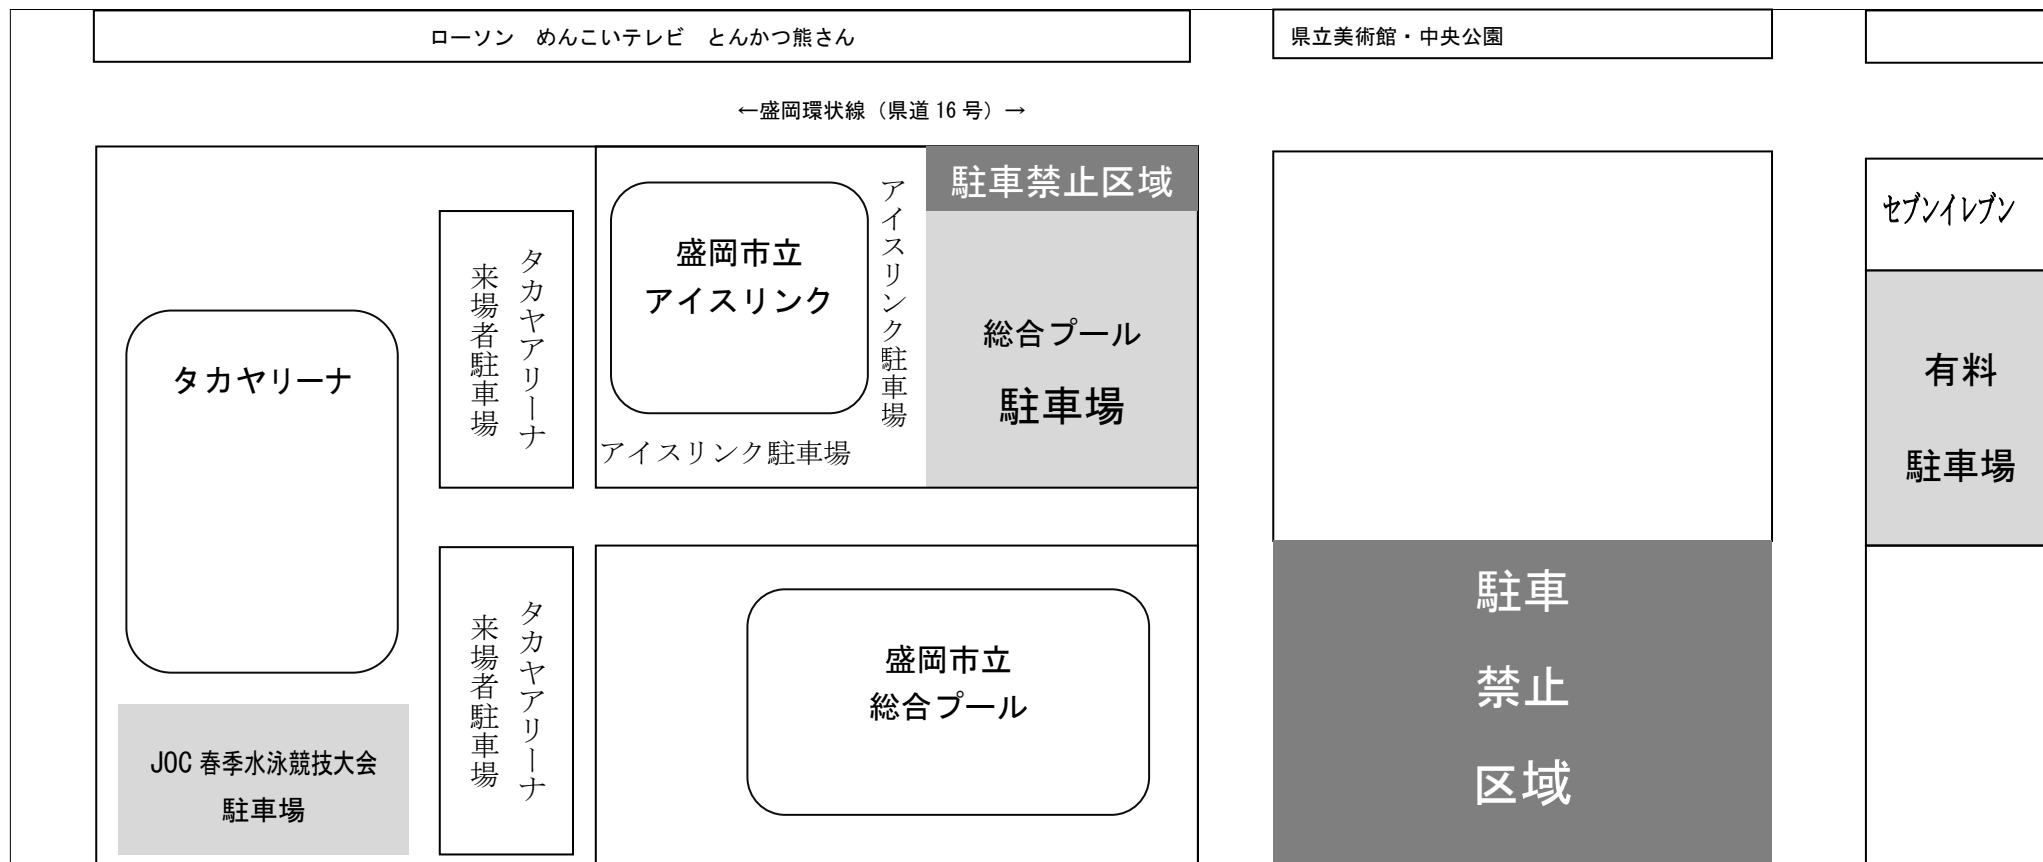 ローソン　めんこいテレビ　とんかつ熊さん
県立美術館・中央公園
←盛岡環状線（県道 16 号）→
駐車禁止区域
アイスリンク駐車場
盛岡市立
アイスリンク
タカヤアリーナ
来場者駐車場
総合プール
駐車場
アイスリンク駐車場
タカヤリーナ
セブンイレブン
有料
駐車場
タカヤアリーナ
来場者駐車場
盛岡市立
総合プール
駐車
禁止
区域
JOC 春季水泳競技大会
駐車場